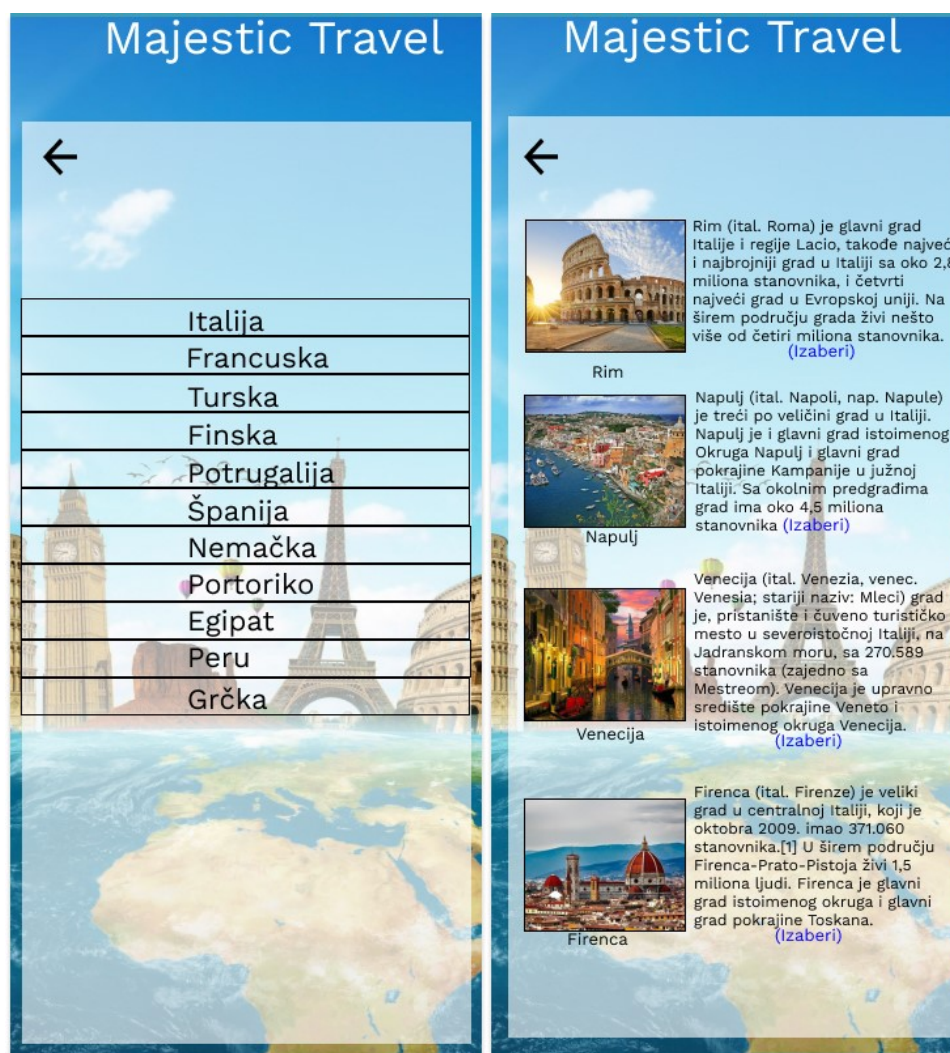 Majestic Travel
Italija
Francuska
Turska
Finska
Potrugalija
Španija
Nemačka
Portoriko
Egipat
Peru
Grčka
Majestic Travel
Rim (ital. Roma) je glavni grad
Italije i regije Lacio, takođe najveć
i najbrojniji grad u Italiji sa oko 2,8
miliona stanovnika, i četvrti
najveći grad u Evropskoj uniji. Na
širem području grada živi nešto
više od četiri miliona stanovnika.
(Izaberi)
Rim
Napulj (ital. Napoli, nap. Napule)
je treći po veličini grad u Italiji.
Napulj je i glavni grad istoimenog
Okruga Napulj i glavni grad
pokrajine Kampanije u južnoj
Italiji. Sa okolnim predgrađima
grad ima oko 4,5 miliona
stanovnika (Izaberi)
Napulj
Venecija (ital. Venezia, venec.
Venesia; stariji naziv: Mleci) grad
je, pristanište i čuveno turističko
mesto u severoistočnoj Italiji, na
Jadranskom moru, sa 270.589
stanovnika (zajedno sa
Mestreom). Venecija je upravno
središte pokrajine Veneto i
istoimenog okruga Venecija.
(Izaberi)
Venecija
Firenca (ital. Firenze) je veliki
grad u centralnoj Italiji, koji je
oktobra 2009. imao 371.060
stanovnika.[1] U širem području
Firenca-Prato-Pistoja živi 1,5
miliona ljudi. Firenca je glavni
grad istoimenog okruga i glavni
grad pokrajine Toskana.
(Izaberi)
Firenca